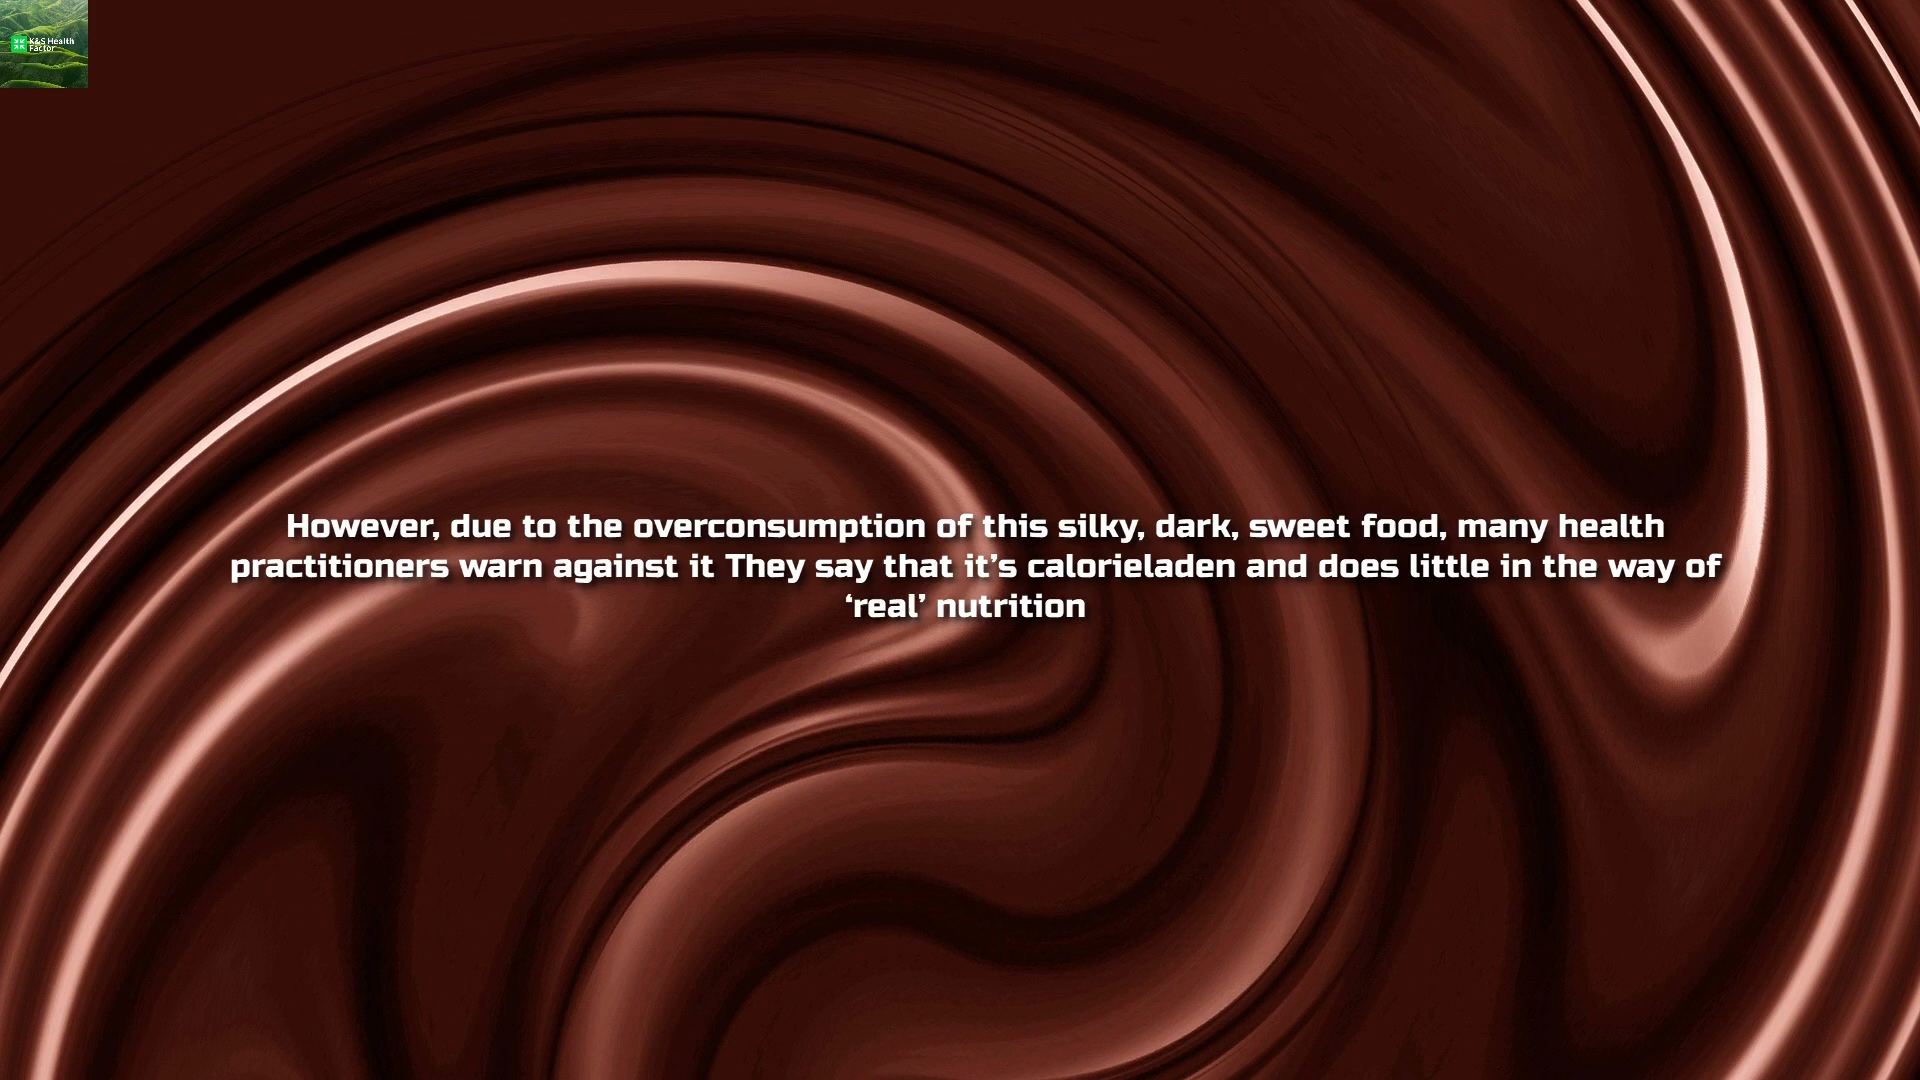 K&S Health
Factor
However, due to the overconsumption of this silky, dark, sweet food, many health
practitioners warn against it They say that it’s calorieladen and does little in the way of
‘real’ nutrition